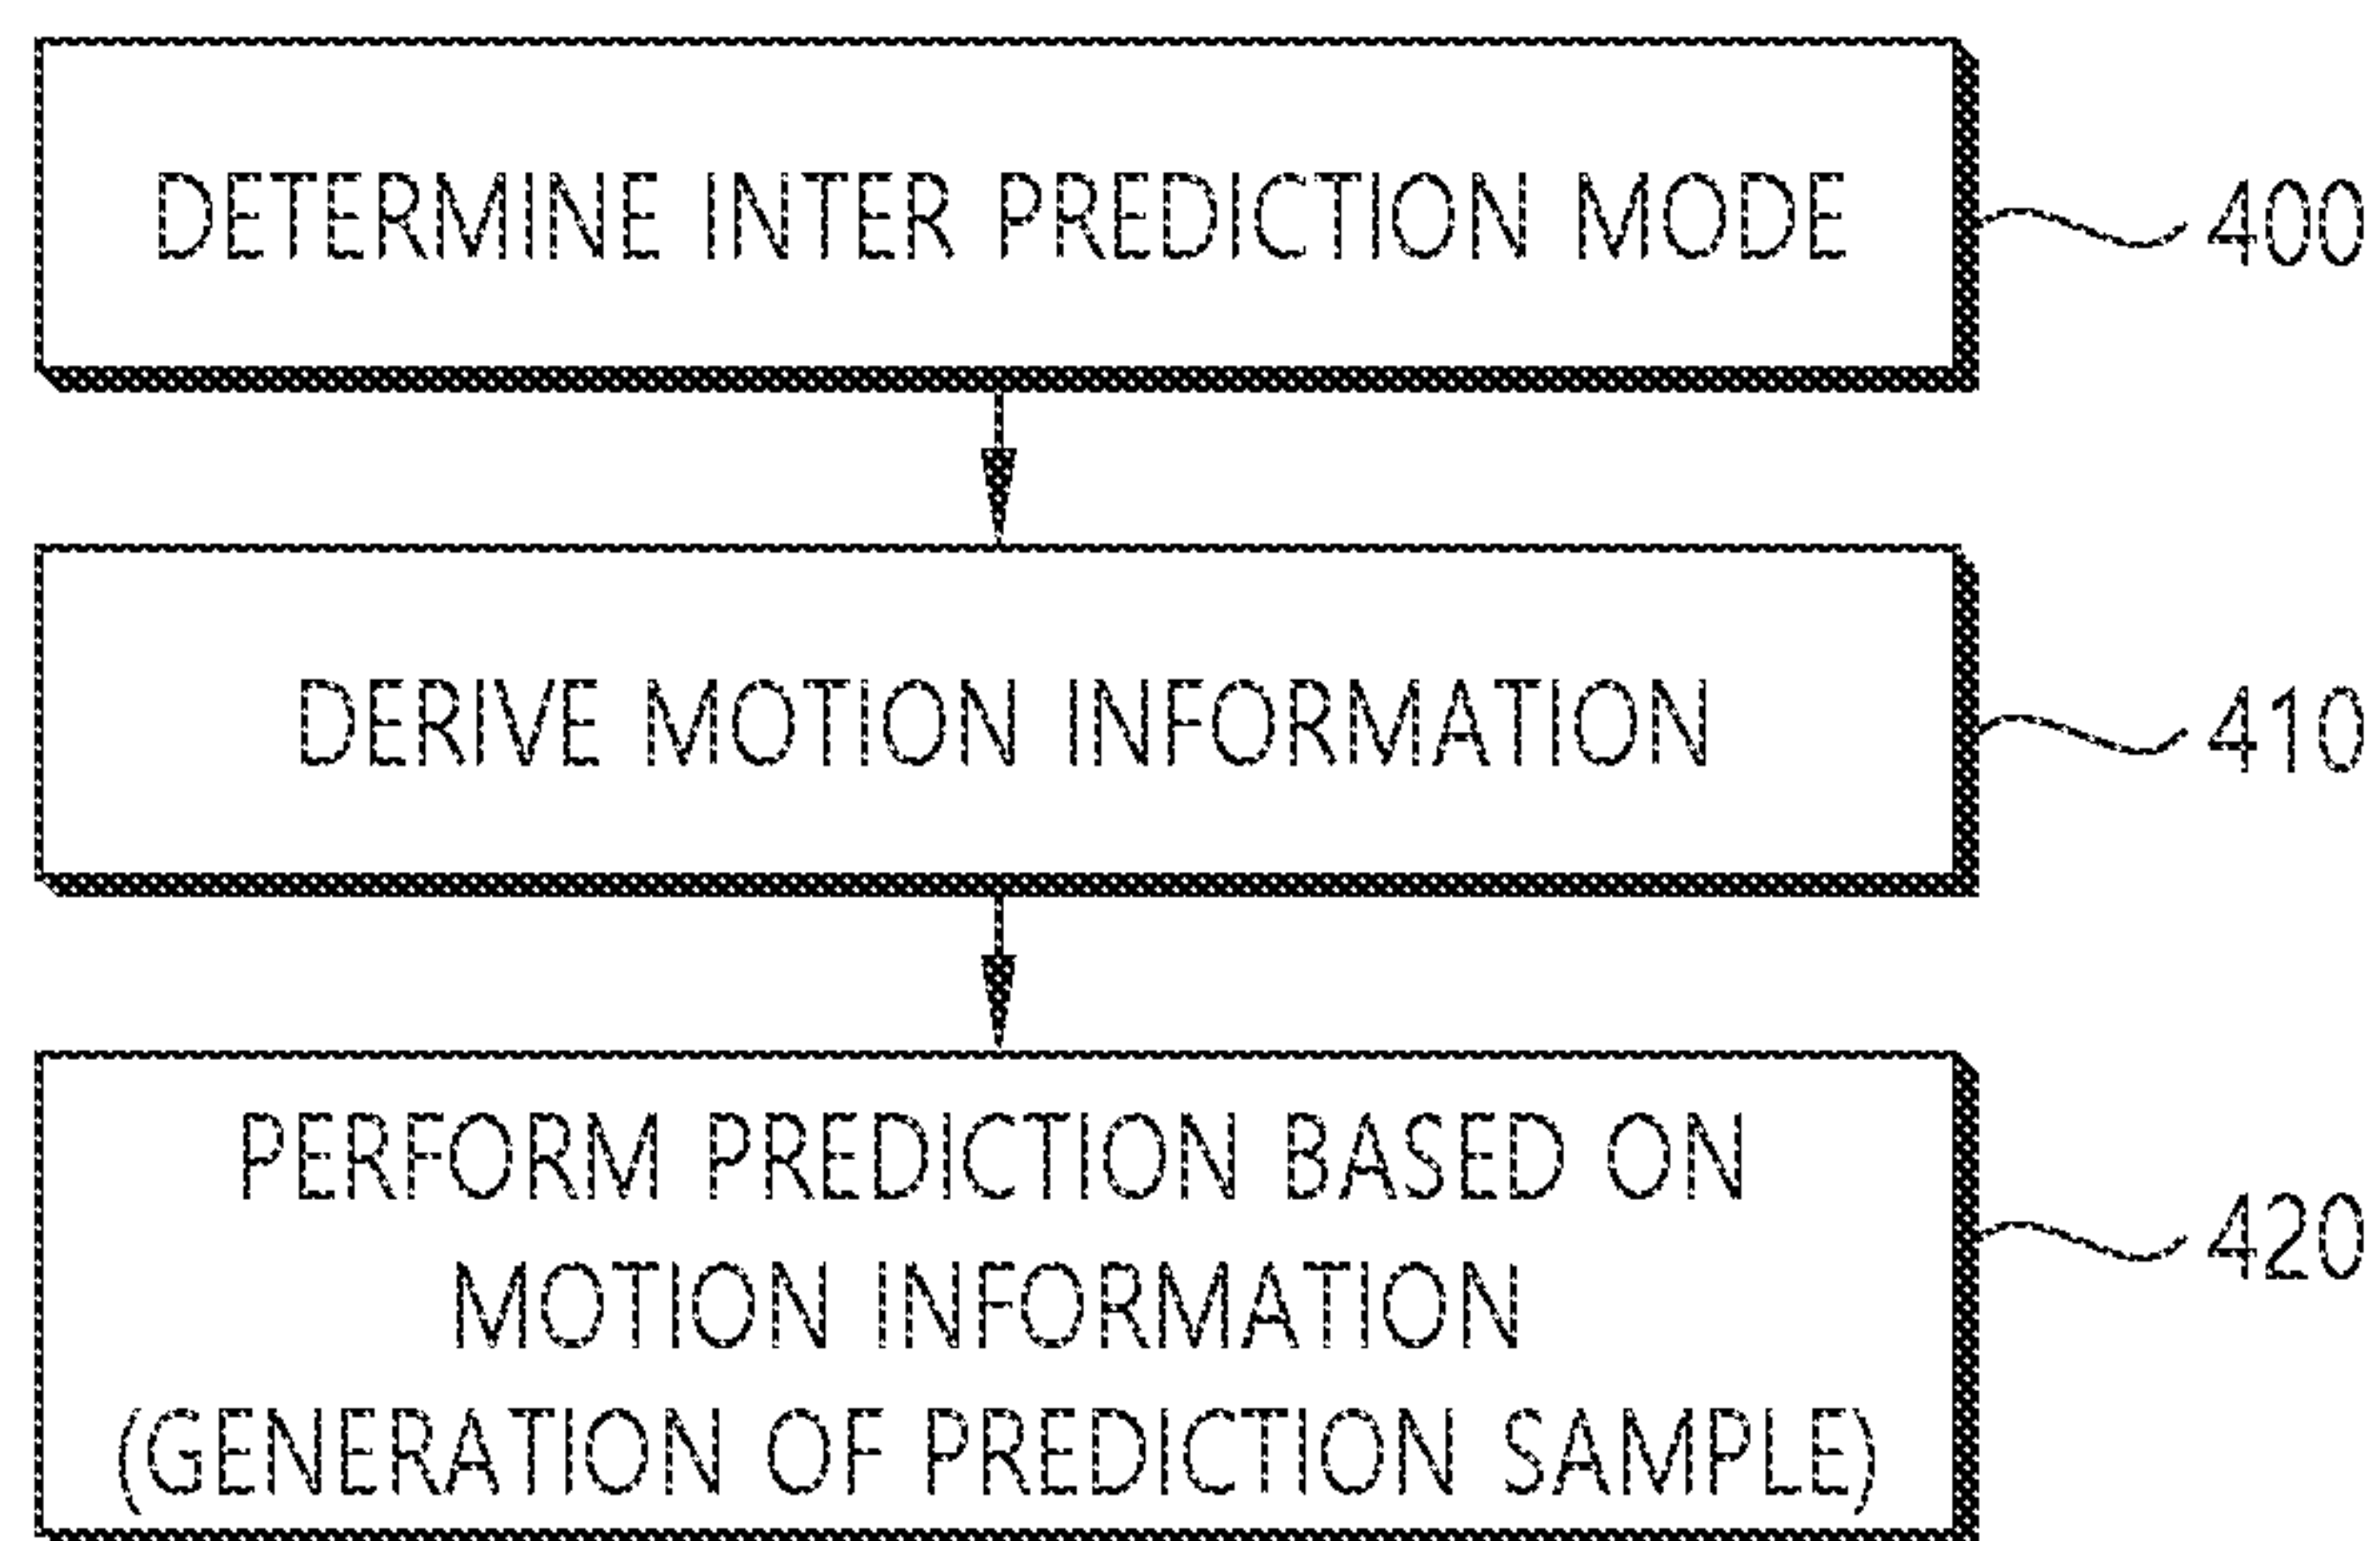 DETERMINE INTER PREDICTION MODE
400
DERIVE MOTION INFORMATION
410
PERFORM PREDICTION BASED ON
MOTION INFORMATION
(GENERATION OF PREDICTION SAMPLE)
420